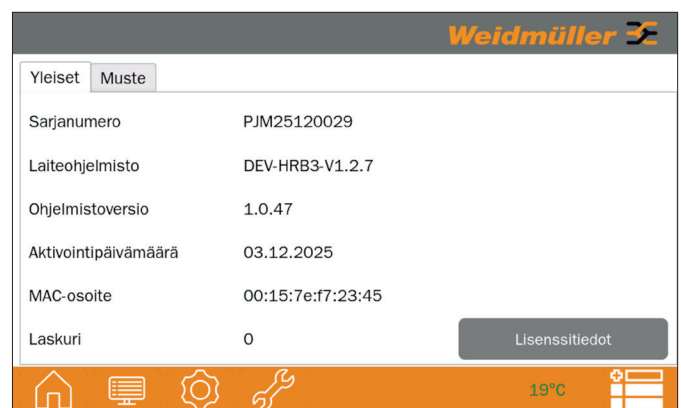 Weidmüller
Yleiset Muste
Sarjanumero PJM25120029
Laiteohjelmisto DEV-HRB3-V1.2.7
Ohjelmistoversio 1.0.47
Aktivointipäivämäärä 03.12.2025
MAC-osoite 00:15:7e:f7:23:45
Laskuri 0 Lisenssitiedot
19°C